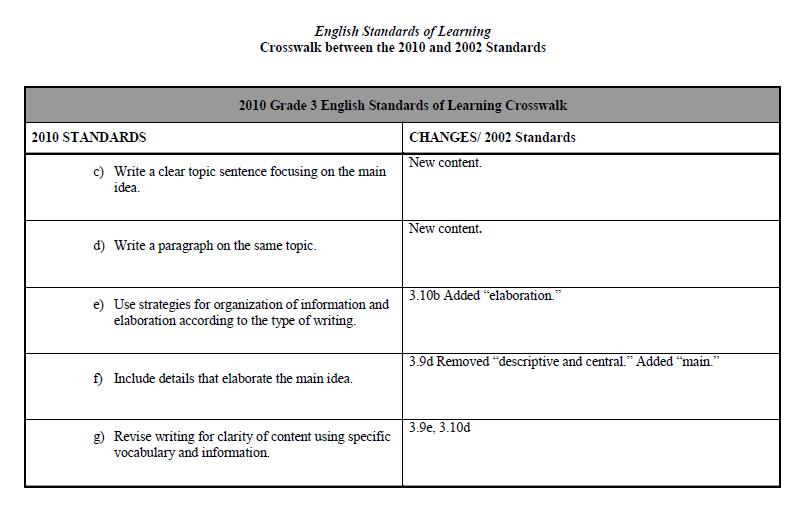 English Standards of Learning
Crosswalk between the 2010 and 2002 Standards
2010 Grade 3 English Standards of Learning Crosswalk
2010 STANDARDS
CHANGES/ 2002 Standards
c) Write a clear topic sentence focusing on the main
idea.
New content.
d) Write a paragraph on the same topic.
New content.
e) Use strategies for organization of information and
elaboration according to the type of writing.
3.10b Added “elaboration.”
f) Include details that elaborate the main idea.
3.9d Removed “descriptive and central.” Added “main.”
g) Revise writing for clarity of content using specific
vocabulary and information.
3.9e, 3.10d